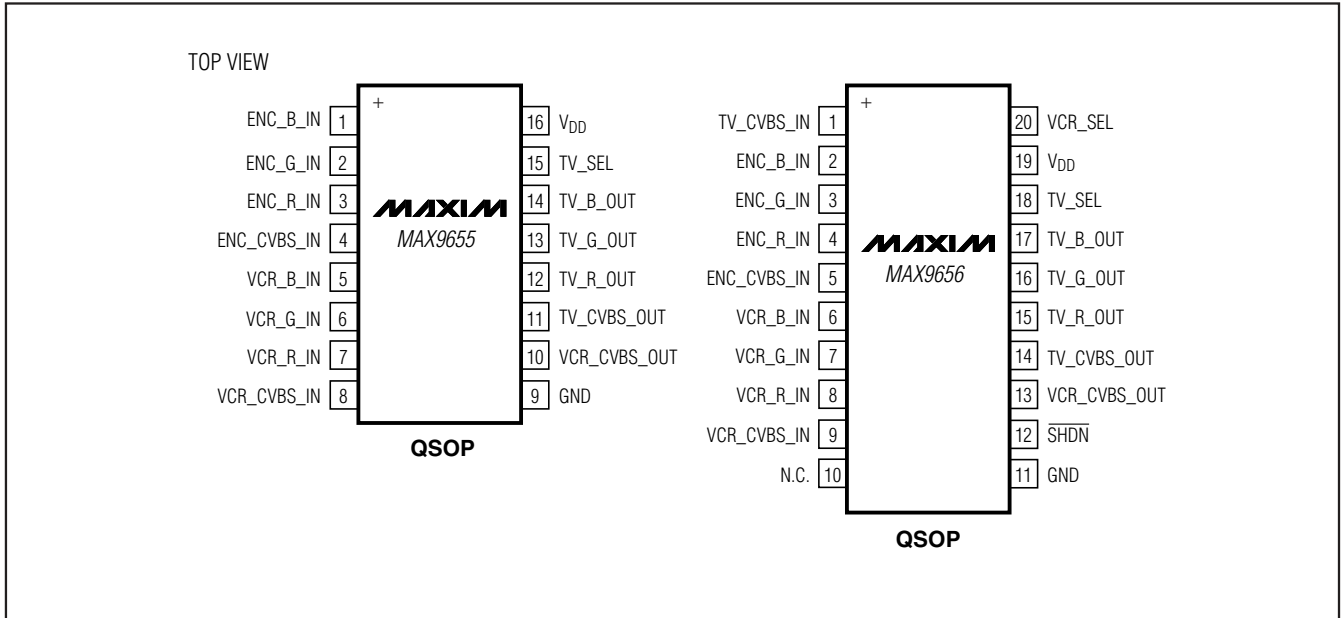 TOP VIEW
+
ENC_B_IN 1
ENC_G_IN 2
ENC_R_IN 3
ENC_CVBS_IN 4
VCR_B_IN 5
VCR_G_IN 6
VCR_R_IN 7
VCR_CVBS_IN 8
MAXIM
MAX9655
16 VDD
15 TV_SEL
14 TV_B_OUT
13 TV_G_OUT
12 TV_R_OUT
11 TV_CVBS_OUT
10 VCR_CVBS_OUT
9 GND
QSOP
+
TV_CVBS_IN 1
ENC_B_IN 2
ENC_G_IN 3
ENC_R_IN 4
ENC_CVBS_IN 5
VCR_B_IN 6
VCR_G_IN 7
VCR_R_IN 8
VCR_CVBS_IN 9
N.C. 10
MAXIM
MAX9656
20 VCR_SEL
19 VDD
18 TV_SEL
17 TV_B_OUT
16 TV_G_OUT
15 TV_R_OUT
14 TV_CVBS_OUT
13 VCR_CVBS_OUT
12 S̅H̅D̅N̅
11 GND
QSOP